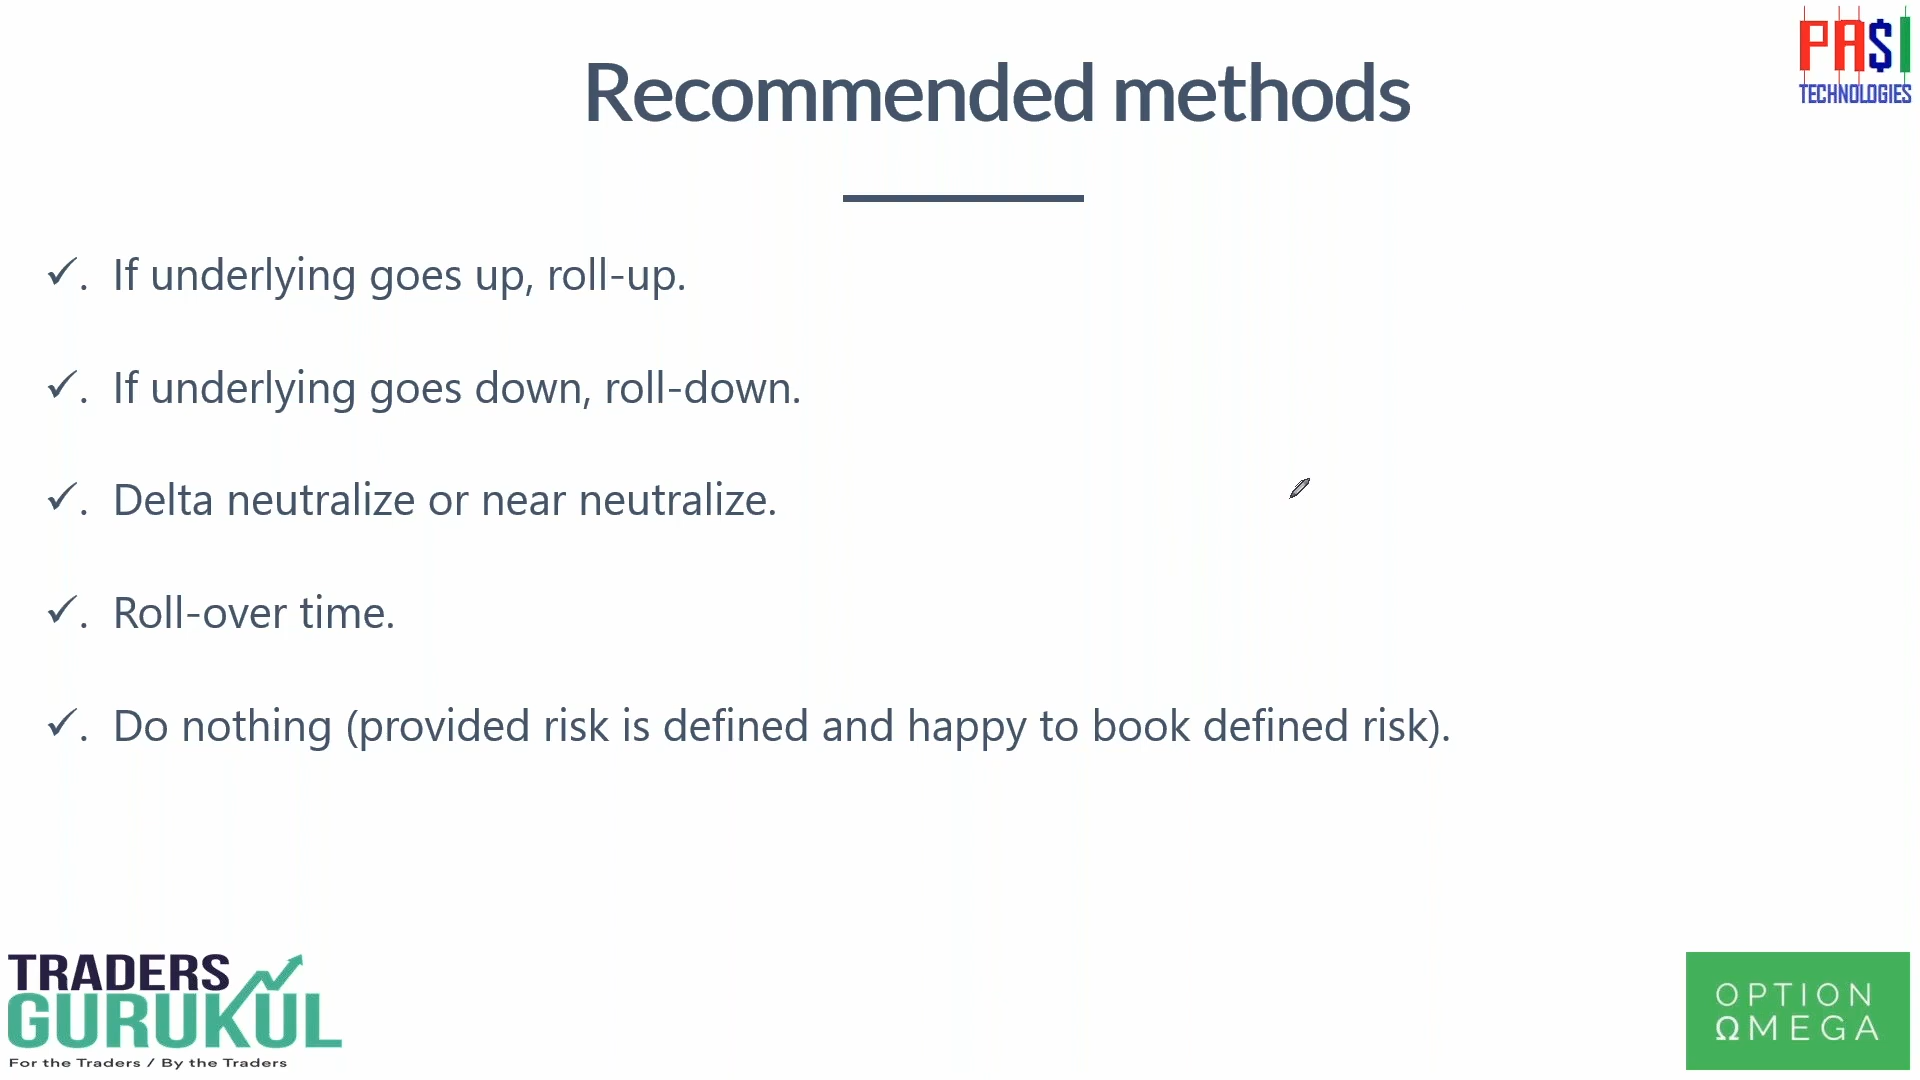 PA$I
TECHNOLOGIES
Recommended methods
✓. If underlying goes up, roll-up.
✓. If underlying goes down, roll-down.
✓. Delta neutralize or near neutralize.
✓. Roll-over time.
✓. Do nothing (provided risk is defined and happy to book defined risk).
TRADERS
GURUKUL
For the Traders / By the Traders
OPTION
ΩMEGA